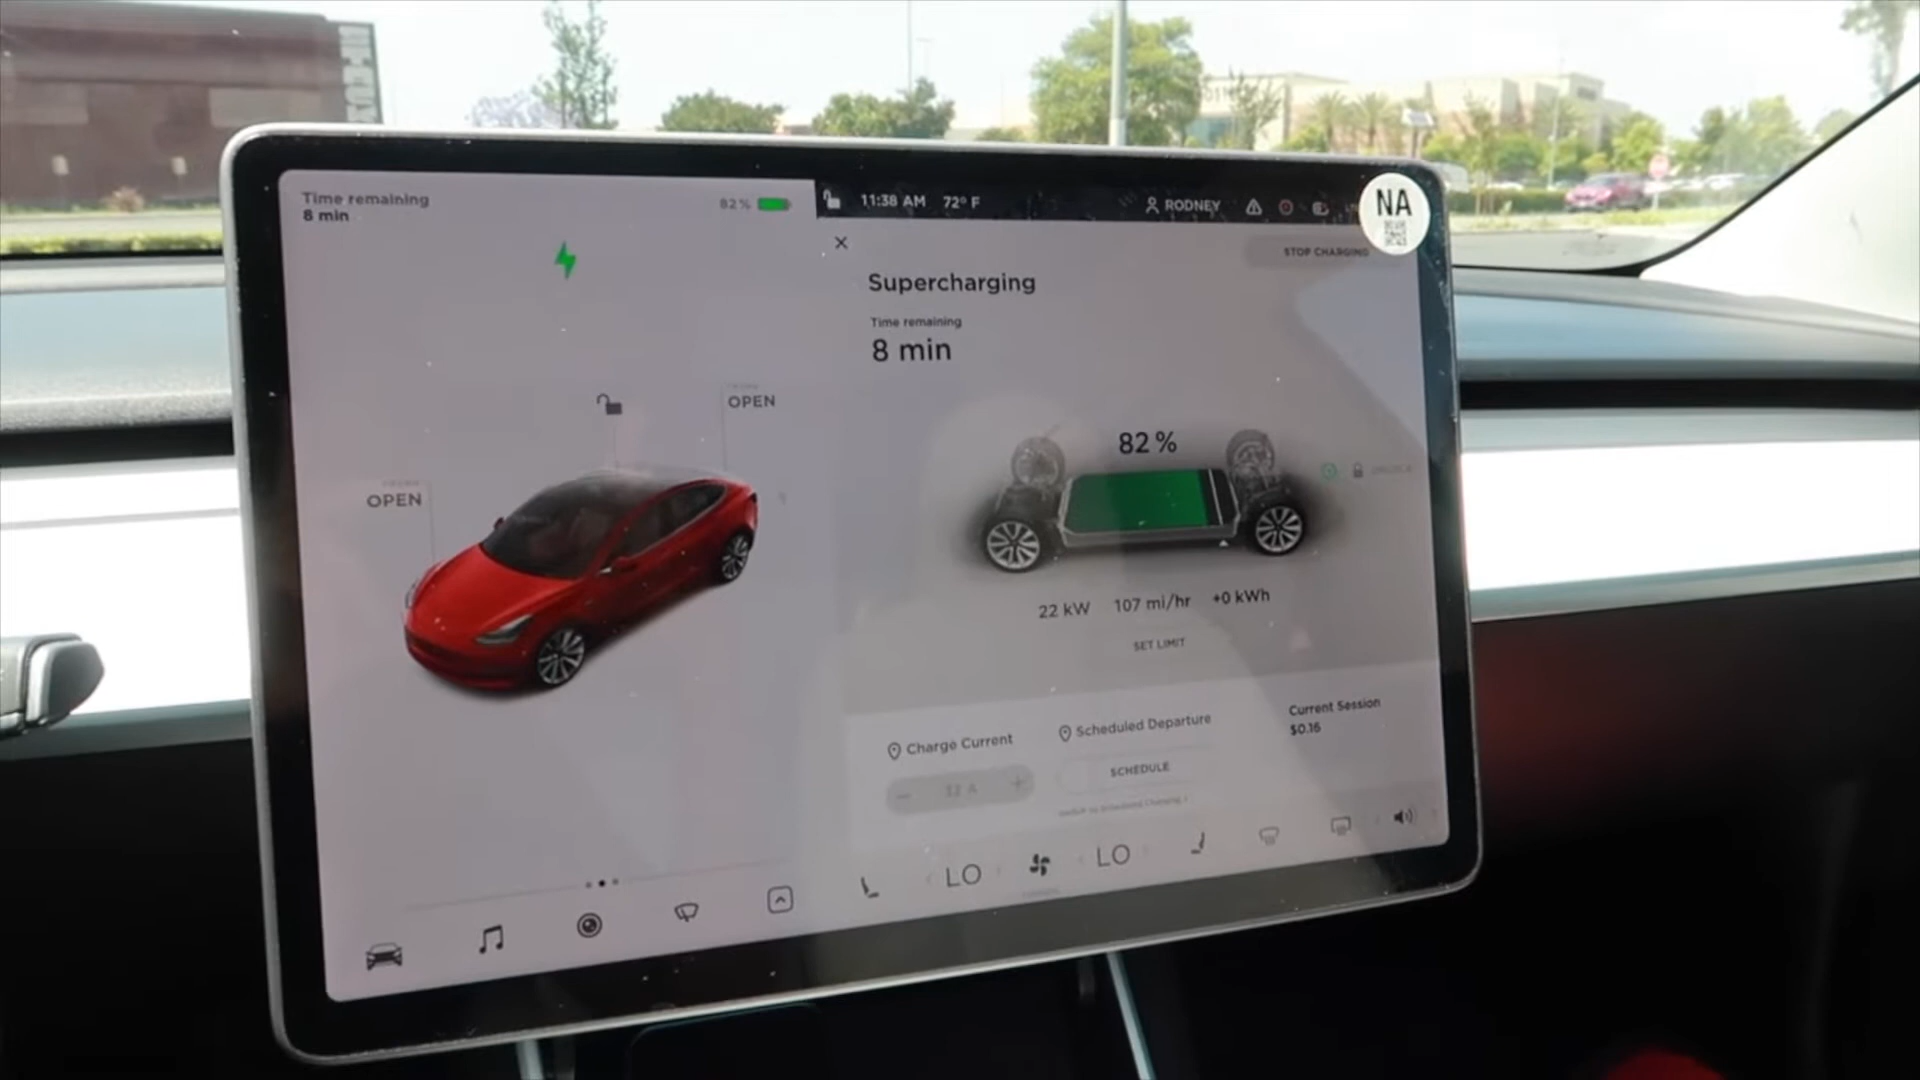 Time remaining
8 min
82%
11:38 AM
72° F
RODNEY
NA
STOP CHARGING
Supercharging
Time remaining
8 min
OPEN
OPEN
82 %
22 kW
107 mi/hr
+0 kWh
SET LIMIT
Charge Current
Scheduled Departure
Current Session
$0.16
SCHEDULE
LO
LO